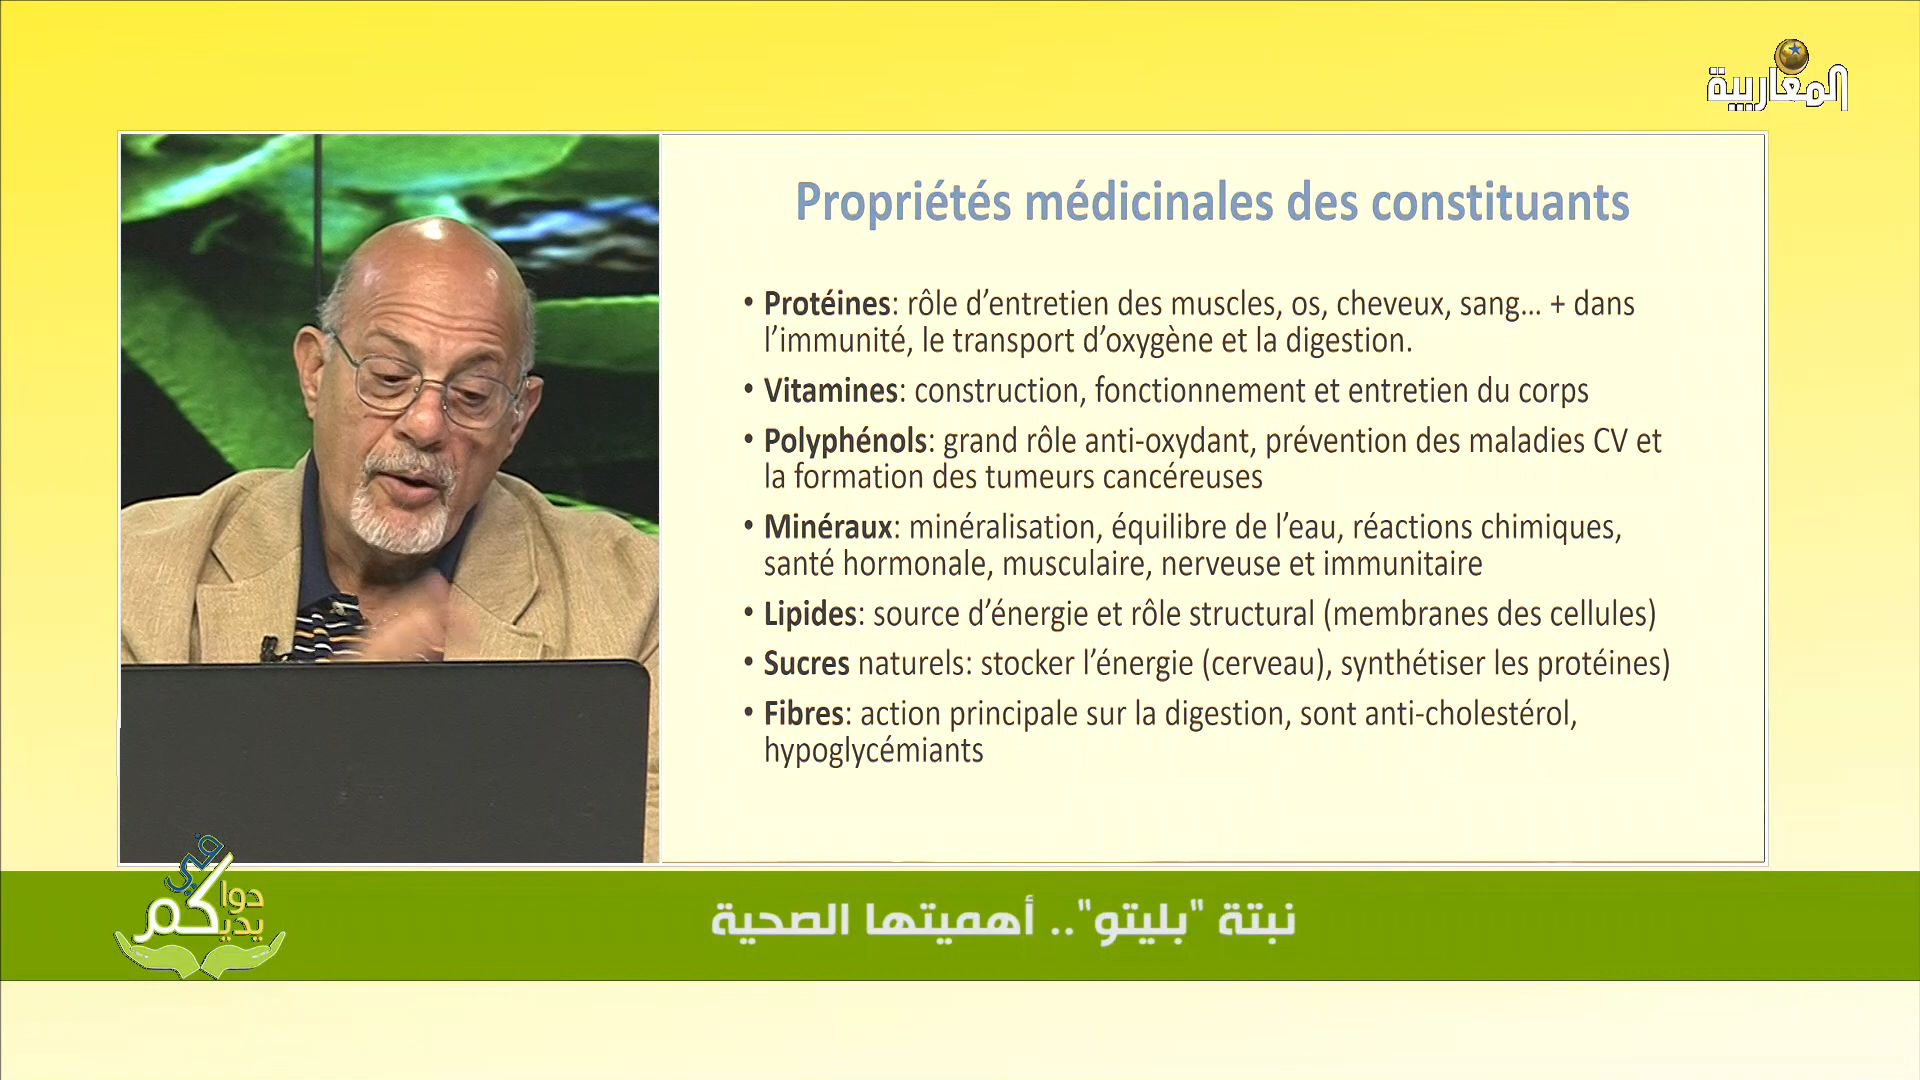 المغاربية
Propriétés médicinales des constituants
• Protéines: rôle d’entretien des muscles, os, cheveux, sang... + dans
l’immunité, le transport d’oxygène et la digestion.
• Vitamines: construction, fonctionnement et entretien du corps
• Polyphénols: grand rôle anti-oxydant, prévention des maladies CV et
la formation des tumeurs cancéreuses
• Minéraux: minéralisation, équilibre de l’eau, réactions chimiques,
santé hormonale, musculaire, nerveuse et immunitaire
• Lipides: source d’énergie et rôle structural (membranes des cellules)
• Sucres naturels: stocker l’énergie (cerveau), synthétiser les protéines)
• Fibres: action principale sur la digestion, sont anti-cholestérol,
hypoglycémiants
دواكم في
يديكم
نبتة "بليتو".. أهميتها الصحية